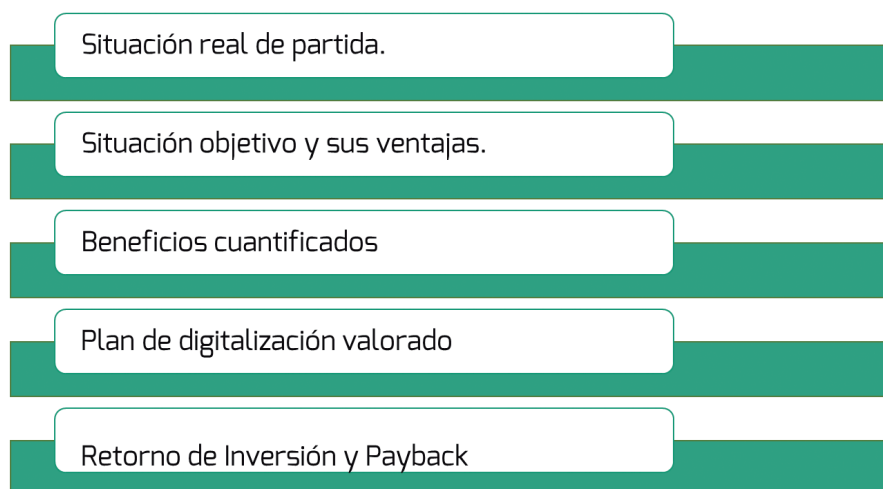 Situación real de partida.
Situación objetivo y sus ventajas.
Beneficios cuantificados
Plan de digitalización valorado
Retorno de Inversión y Payback